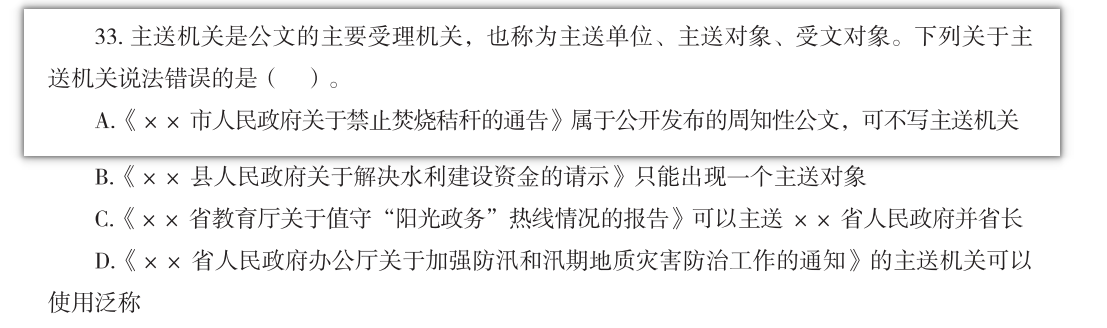 33. 主送机关是公文的主要受理机关，也称为主送单位、主送对象、受文对象。下列关于主
送机关说法错误的是（　）。
A.《××市人民政府关于禁止焚烧秸秆的通告》属于公开发布的周知性公文，可不写主送机关
B.《××县人民政府关于解决水利建设资金的请示》只能出现一个主送对象
C.《××省教育厅关于值守“阳光政务”热线情况的报告》可以主送××省人民政府并省长
D.《××省人民政府办公厅关于加强防汛和汛期地质灾害防治工作的通知》的主送机关可以
使用泛称